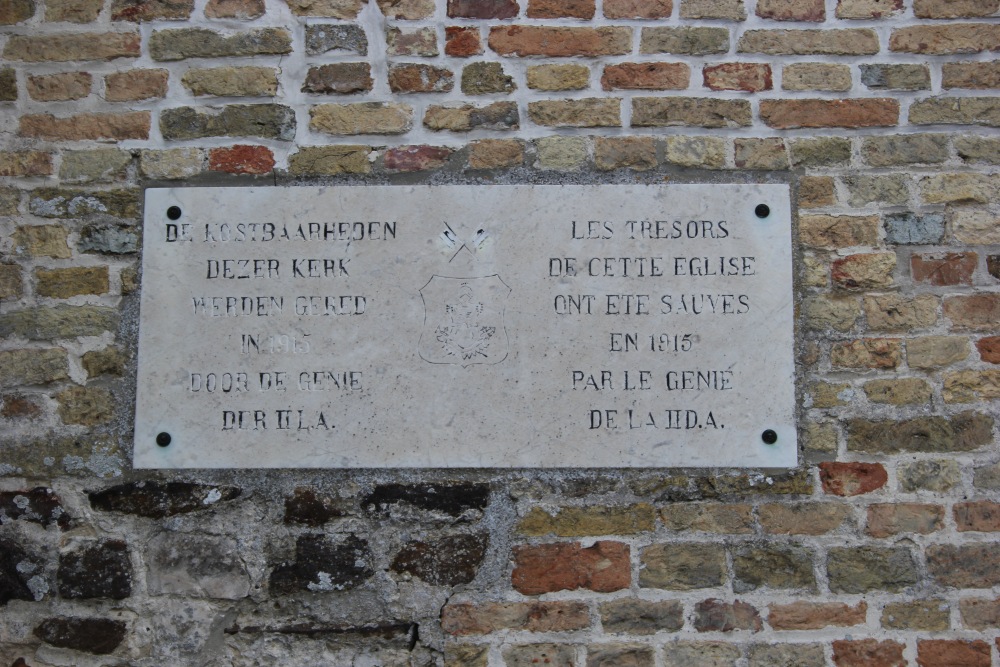 DE KOSTBAARHEDEN
DEZER KERK
WERDEN GERED
IN 1915
DOOR DE GENIE
DER II L.A.
LES TRESORS
DE CETTE EGLISE
ONT ETE SAUVES
EN 1915
PAR LE GENIÉ
DE LA IID.A.